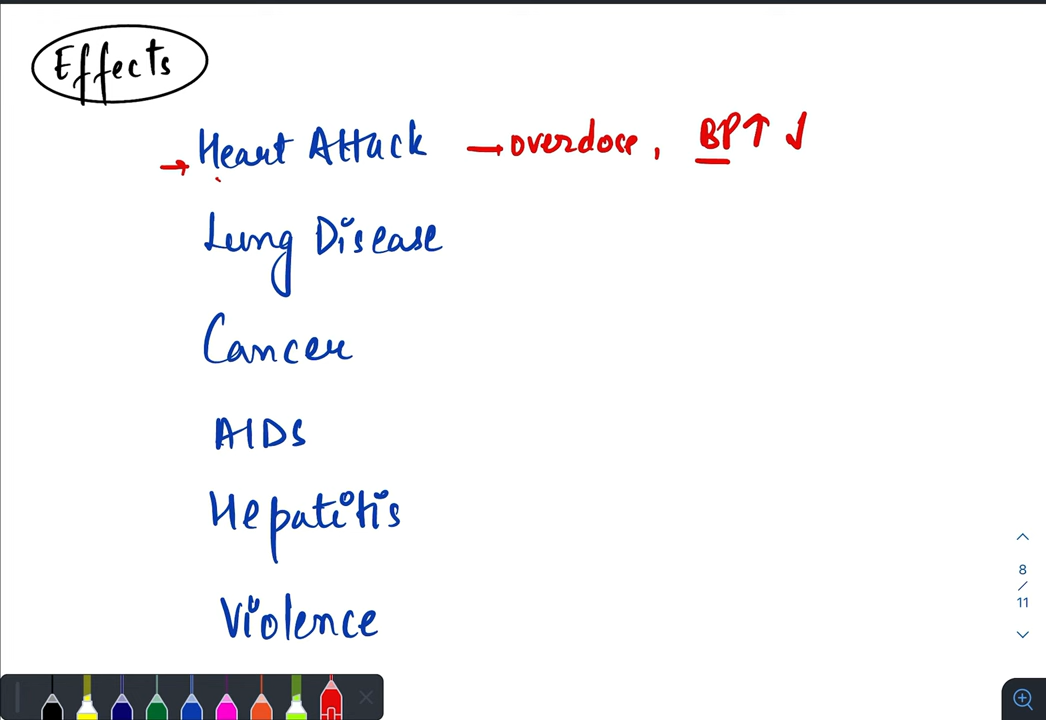 Effects
→ Heart Attack → overdose, BP↑↓
Lung Disease
Cancer
AIDS
Hepatitis
Violence
8
/
11